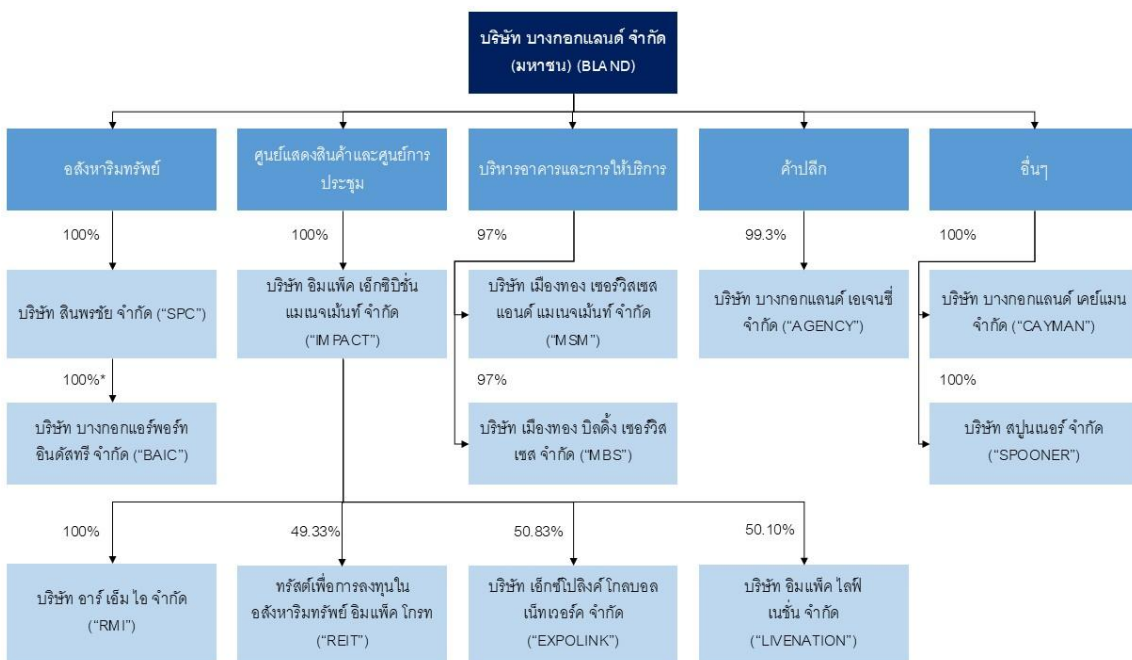 บริษัท บางกอกแลนด์ จำกัด
(มหาชน) (BLAND)
อสังหาริมทรัพย์
ศูนย์แสดงสินค้าและศูนย์การ
ประชุม
บริหารอาคารและการให้บริการ
ค้าปลีก
อื่นๆ
100%
100%
97%
99.3%
100%
บริษัท สินพรชัย จำกัด (“SPC”)
บริษัท อิมแพ็ค เอ็กซิบิชั่น
แมเนจเม้นท์ จำกัด
(“IMPACT”)
บริษัท เมืองทอง เซอร์วิสเซส
แอนด์ แมเนจเม้นท์ จำกัด
(“MSM”)
บริษัท บางกอกแลนด์ เอเจนซี่
จำกัด (“AGENCY”)
บริษัท บางกอกแลนด์ เคย์แมน
จำกัด (“CAYMAN”)
100%*
97%
100%
บริษัท บางกอกแอร์พอร์ท
อินดัสทรี จำกัด (“BAIC”)
บริษัท เมืองทอง บิลดิ้ง เซอร์วิส
เซส จำกัด (“MBS”)
บริษัท สปูนเนอร์ จำกัด
(“SPOONER”)
100%
49.33%
50.83%
50.10%
บริษัท อาร์ เอ็ม ไอ จำกัด
(“RMI”)
ทรัสต์เพื่อการลงทุนใน
อสังหาริมทรัพย์ อิมแพ็ค โกรท
(“REIT”)
บริษัท เอ็กซ์โปลิงค์ โกลบอล
เน็ทเวอร์ค จำกัด
(“EXPOLINK”)
บริษัท อิมแพ็ค ไลฟ์
เนชั่น จำกัด
(“LIVENATION”)